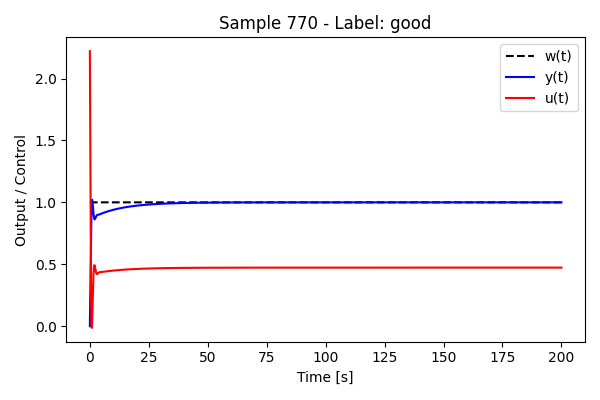 Sample 770 - Label: good
w(t)
y(t)
u(t)
Output / Control
2.0
1.5
1.0
0.5
0.0
0 25 50 75 100 125 150 175 200
Time [s]